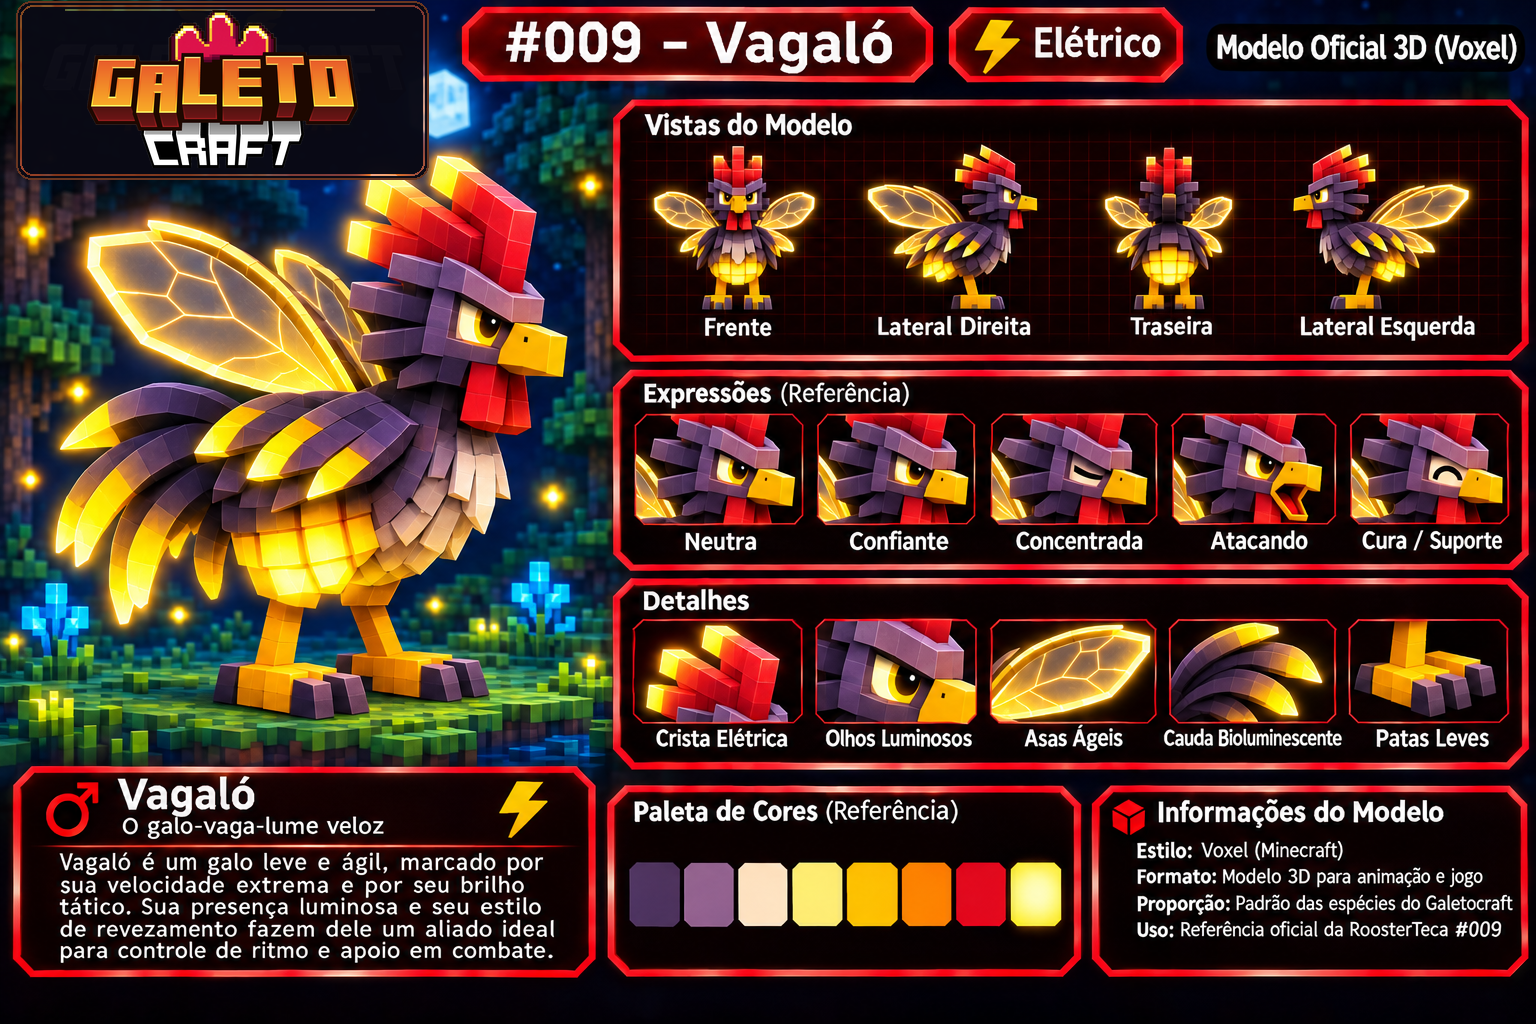 GALETO
CRAFT
#009 - Vagaló
Elétrico
Modelo Oficial 3D (Voxel)
Vistas do Modelo
Frente
Lateral Direita
Traseira
Lateral Esquerda
Expressões (Referência)
Neutra
Confiante
Concentrada
Atacando
Cura / Suporte
Detalhes
Crista Elétrica
Olhos Luminosos
Asas Ágeis
Cauda Bioluminescente
Patas Leves
Vagaló
O galo-vaga-lume veloz
Vagaló é um galo leve e ágil, marcado por
sua velocidade extrema e por seu brilho
tático. Sua presença luminosa e seu estilo
de revezamento fazem dele um aliado ideal
para controle de ritmo e apoio em combate.
Paleta de Cores (Referência)
Informações do Modelo
Estilo: Voxel (Minecraft)
Formato: Modelo 3D para animação e jogo
Proporção: Padrão das espécies do Galetocraft
Uso: Referência oficial da RoosterTeca #009